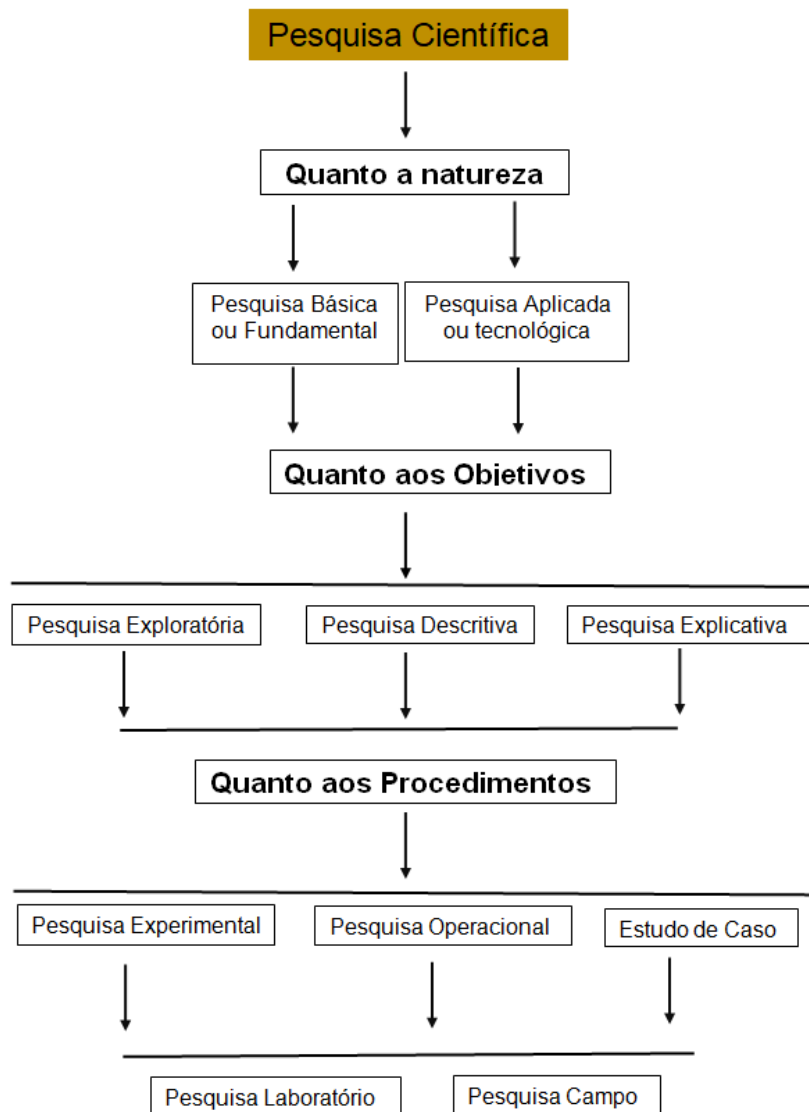 Pesquisa Científica
Quanto a natureza
Pesquisa Básica
ou Fundamental
Pesquisa Aplicada
ou tecnológica
Quanto aos Objetivos
Pesquisa Exploratória
Pesquisa Descritiva
Pesquisa Explicativa
Quanto aos Procedimentos
Pesquisa Experimental
Pesquisa Operacional
Estudo de Caso
Pesquisa Laboratório
Pesquisa Campo